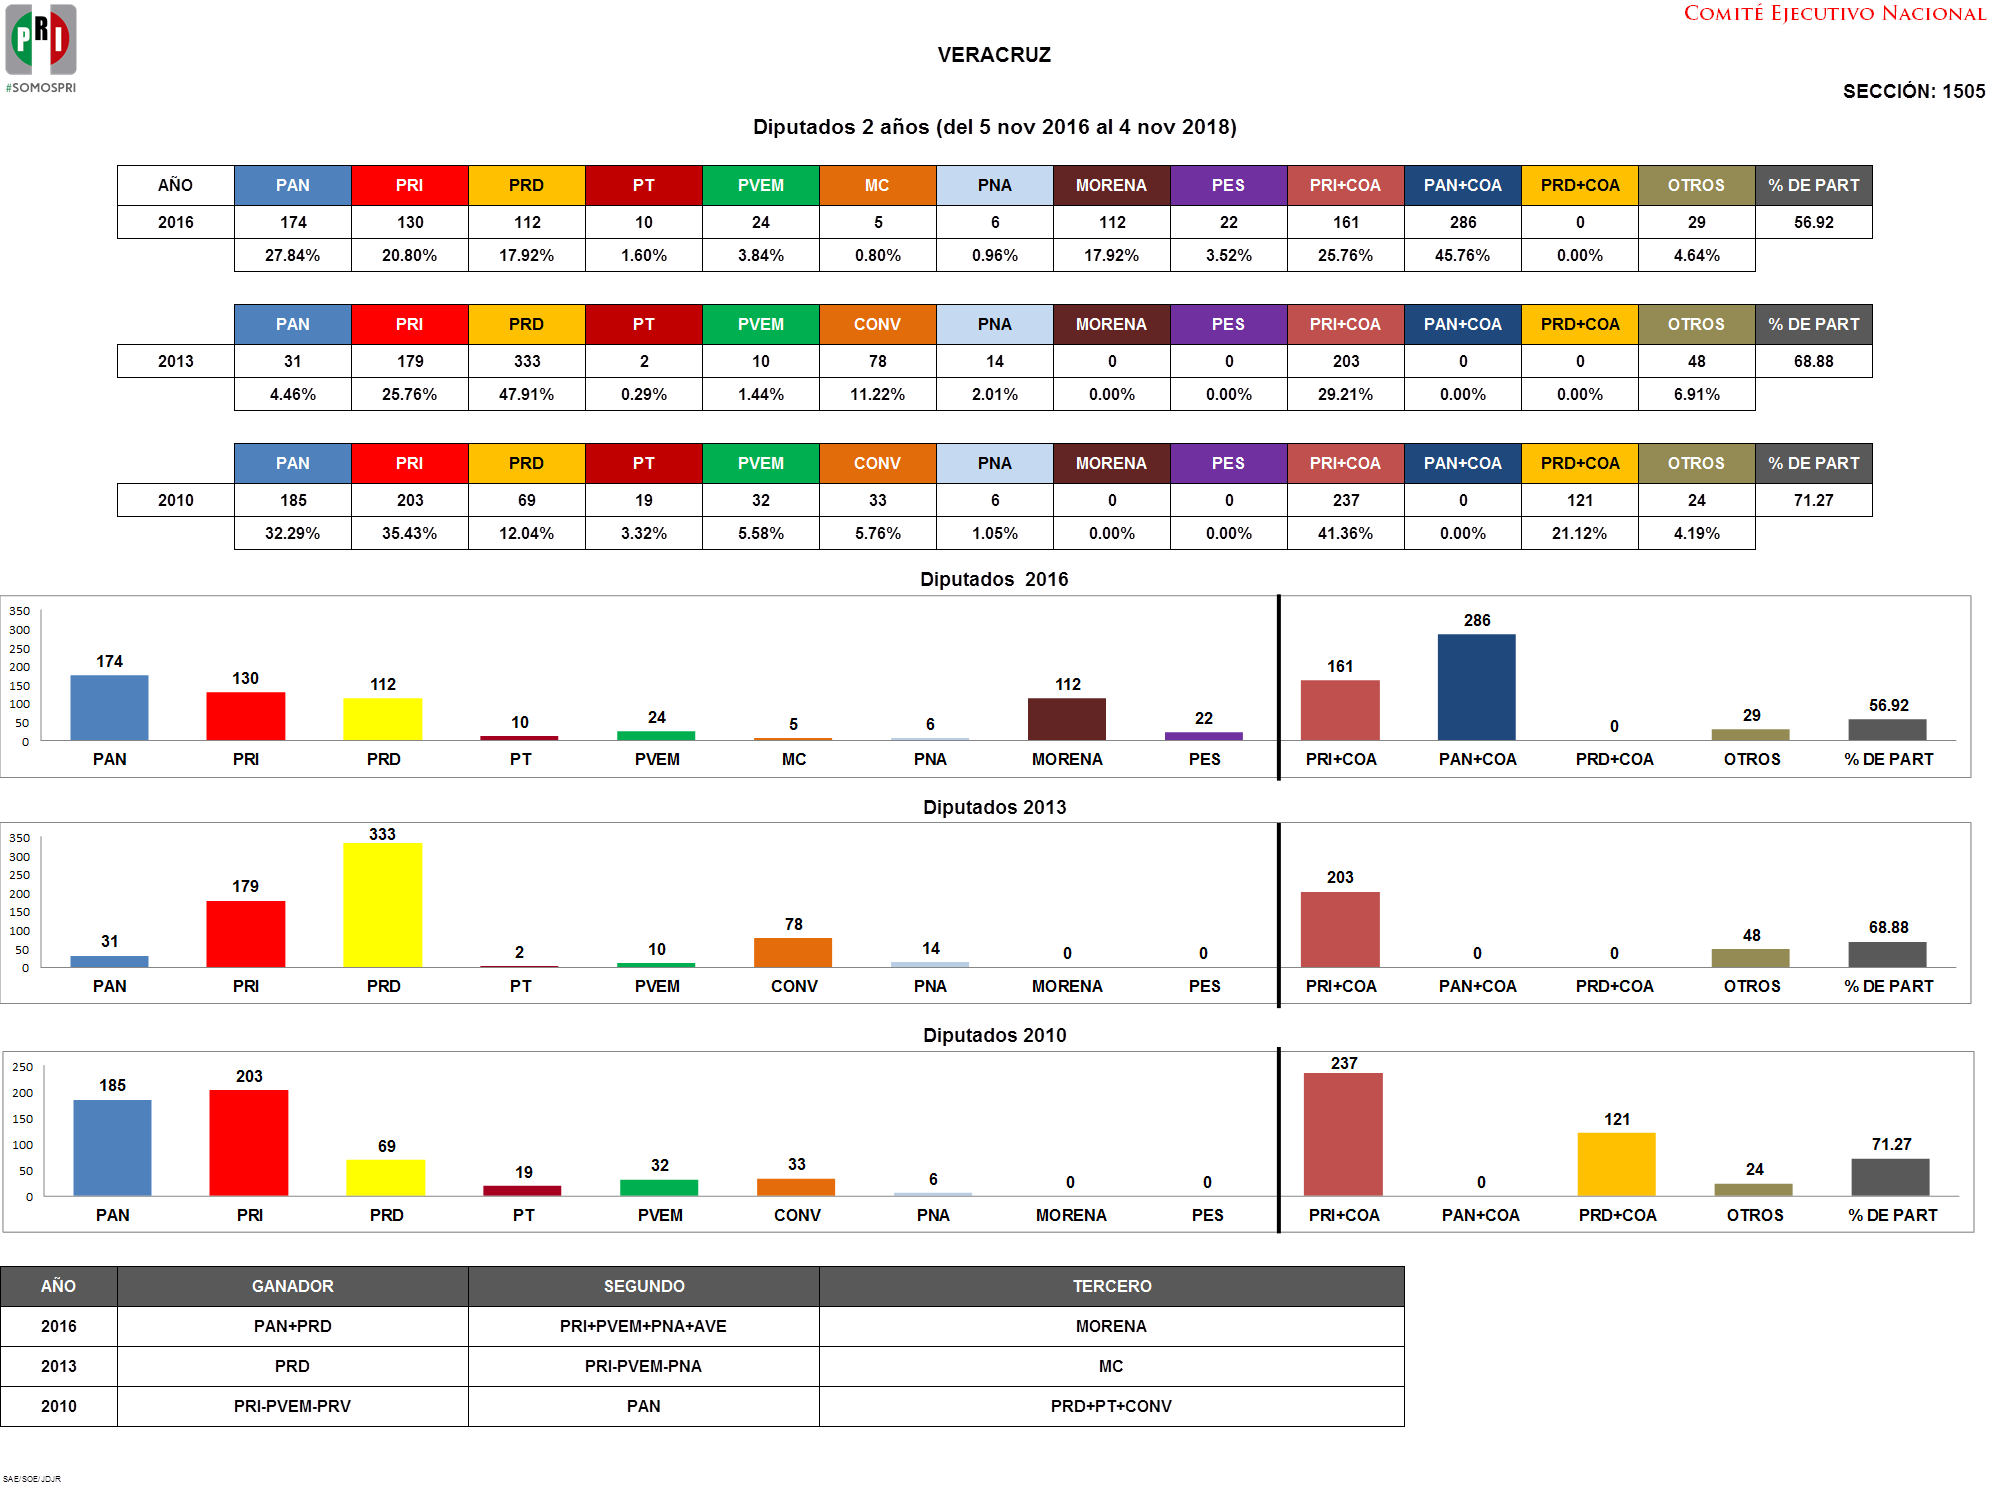 PRI
#SOMOSPRI
COMITÉ EJECUTIVO NACIONAL
VERACRUZ
SECCIÓN: 1505
Diputados 2 años (del 5 nov 2016 al 4 nov 2018)
AÑO PAN PRI PRD PT PVEM MC PNA MORENA PES PRI+COA PAN+COA PRD+COA OTROS % DE PART
2016 174 130 112 10 24 5 6 112 22 161 286 0 29 56.92
27.84% 20.80% 17.92% 1.60% 3.84% 0.80% 0.96% 17.92% 3.52% 25.76% 45.76% 0.00% 4.64%
PAN PRI PRD PT PVEM CONV PNA MORENA PES PRI+COA PAN+COA PRD+COA OTROS % DE PART
2013 31 179 333 2 10 78 14 0 0 203 0 0 48 68.88
4.46% 25.76% 47.91% 0.29% 1.44% 11.22% 2.01% 0.00% 0.00% 29.21% 0.00% 0.00% 6.91%
PAN PRI PRD PT PVEM CONV PNA MORENA PES PRI+COA PAN+COA PRD+COA OTROS % DE PART
2010 185 203 69 19 32 33 6 0 0 237 0 121 24 71.27
32.29% 35.43% 12.04% 3.32% 5.58% 5.76% 1.05% 0.00% 0.00% 41.36% 0.00% 21.12% 4.19%
Diputados 2016
350
300
250
200
150
100
50
0
174 130 112 10 24 5 6 112 22 161 286 0 29 56.92
PAN PRI PRD PT PVEM MC PNA MORENA PES PRI+COA PAN+COA PRD+COA OTROS % DE PART
Diputados 2013
350
300
250
200
150
100
50
0
31 179 333 2 10 78 14 0 0 203 0 0 48 68.88
PAN PRI PRD PT PVEM CONV PNA MORENA PES PRI+COA PAN+COA PRD+COA OTROS % DE PART
Diputados 2010
250
200
150
100
50
0
185 203 69 19 32 33 6 0 0 237 0 121 24 71.27
PAN PRI PRD PT PVEM CONV PNA MORENA PES PRI+COA PAN+COA PRD+COA OTROS % DE PART
AÑO GANADOR SEGUNDO TERCERO
2016 PAN+PRD PRI+PVEM+PNA+AVE MORENA
2013 PRD PRI-PVEM-PNA MC
2010 PRI-PVEM-PRV PAN PRD+PT+CONV
SAE/SOE/JDJR